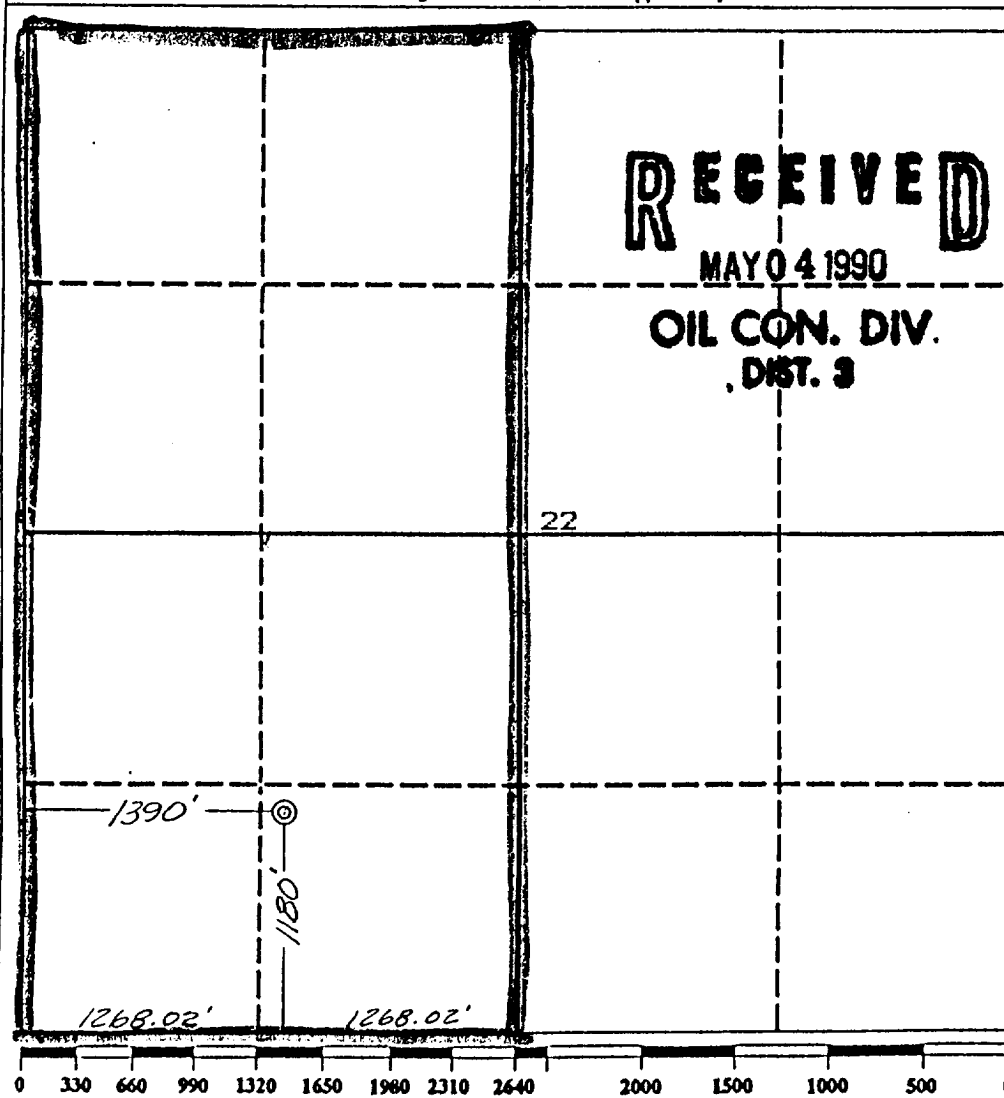 RECEIVED
MAY 04 1990
OIL CON. DIV.
DIST. 3
22
1390'
1180'
1268.02' 1268.02'
0 330 660 990 1320 1650 1980 2310 2640 2000 1500 1000 500